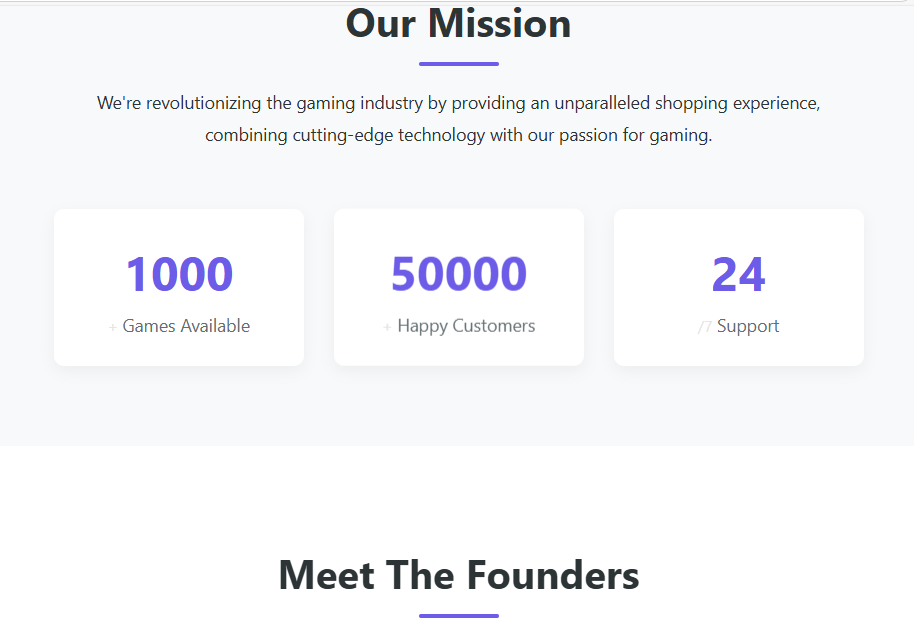 Our Mission
We're revolutionizing the gaming industry by providing an unparalleled shopping experience,
combining cutting-edge technology with our passion for gaming.
1000
+ Games Available
50000
+ Happy Customers
24
/7 Support
Meet The Founders